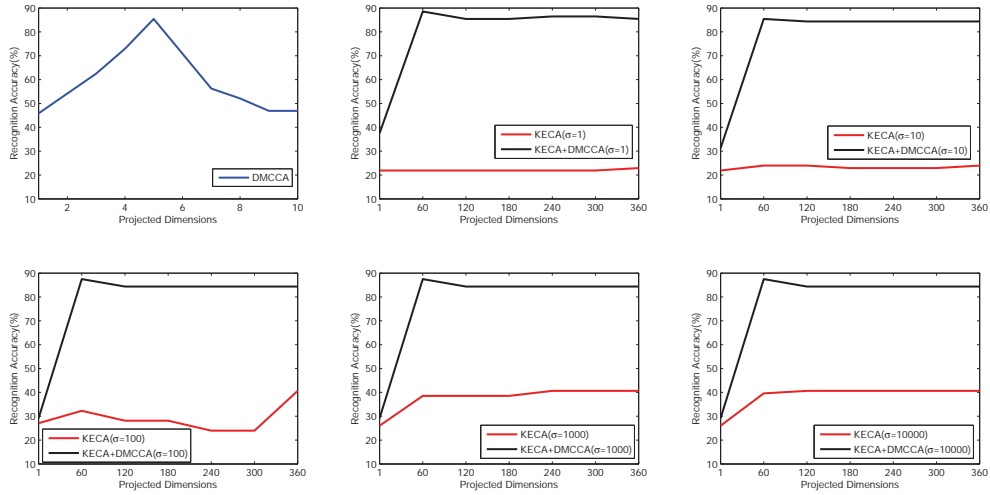 90
80
70
60
50
40
30
20
10
Recognition Accuracy(%)
DMCCA
2 4 6 8 10
Projected Dimensions
90
80
70
60
50
40
30
20
10
Recognition Accuracy(%)
KECA(σ=1)
KECA+DMCCA(σ=1)
1 60 120 180 240 300 360
Projected Dimensions
90
80
70
60
50
40
30
20
10
Recognition Accuracy(%)
KECA(σ=10)
KECA+DMCCA(σ=10)
1 60 120 180 240 300 360
Projected Dimensions
90
80
70
60
50
40
30
20
10
Recognition Accuracy(%)
KECA(σ=100)
KECA+DMCCA(σ=100)
1 60 120 180 240 300 360
Projected Dimensions
90
80
70
60
50
40
30
20
10
Recognition Accuracy(%)
KECA(σ=1000)
KECA+DMCCA(σ=1000)
1 60 120 180 240 300 360
Projected Dimensions
90
80
70
60
50
40
30
20
10
Recognition Accuracy(%)
KECA(σ=10000)
KECA+DMCCA(σ=10000)
1 60 120 180 240 300 360
Projected Dimensions